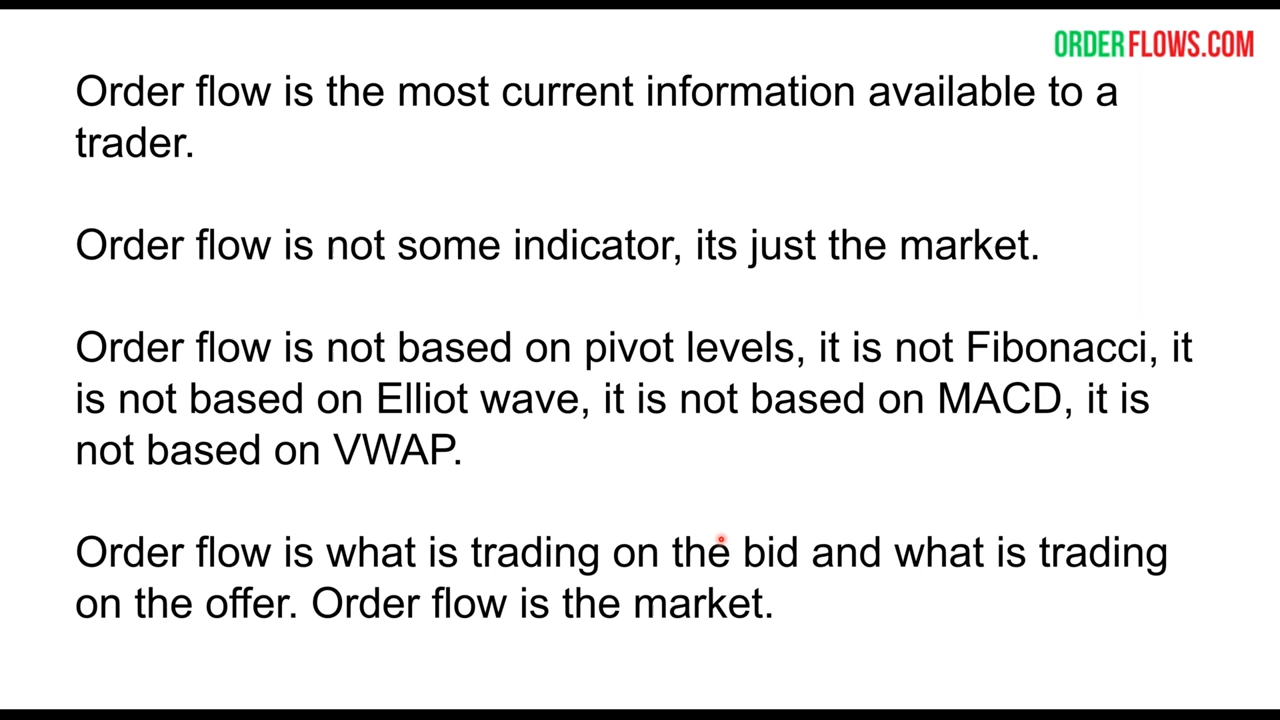 ORDERFLOWS.COM
Order flow is the most current information available to a
trader.
Order flow is not some indicator, its just the market.
Order flow is not based on pivot levels, it is not Fibonacci, it
is not based on Elliot wave, it is not based on MACD, it is
not based on VWAP.
Order flow is what is trading on the bid and what is trading
on the offer. Order flow is the market.